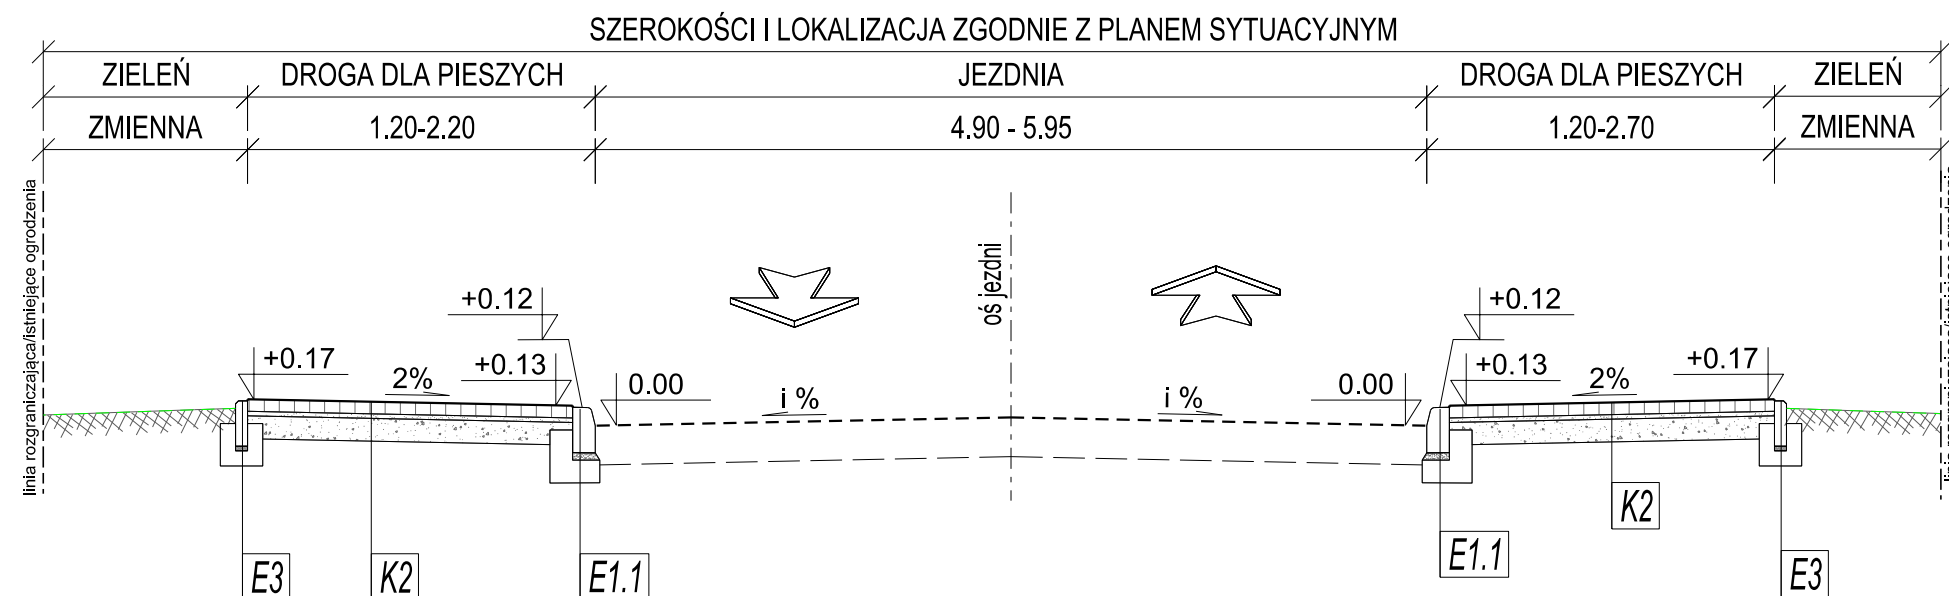 SZEROKOŚCI I LOKALIZACJA ZGODNIE Z PLANEM SYTUACYJNYM
ZIELEŃ DROGA DLA PIESZYCH JEZDNIA DROGA DLA PIESZYCH ZIELEŃ
ZMIENNA 1.20-2.20 4.90 - 5.95 1.20-2.70 ZMIENNA
linia rozgraniczająca/istniejące ogrodzenia
oś jezdni
+0.12 +0.12
+0.17 2% +0.13 0.00 i % i % 0.00 +0.13 2% +0.17
K2
E1.1
E3 K2 E1.1 E3